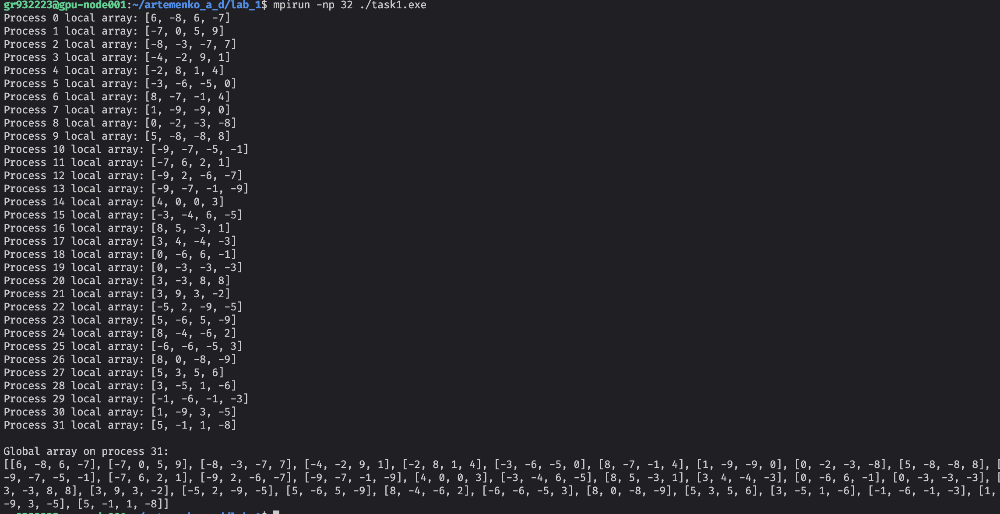 gr932223@gpu-node001:~/artemenko_a_d/lab_1$ mpirun -np 32 ./task1.exe
Process 0 local array: [6, -8, 6, -7]
Process 1 local array: [-7, 0, 5, 9]
Process 2 local array: [-8, -3, -7, 7]
Process 3 local array: [-4, -2, 9, 1]
Process 4 local array: [-2, 8, 1, 4]
Process 5 local array: [-3, -6, -5, 0]
Process 6 local array: [8, -7, -1, 4]
Process 7 local array: [1, -9, -9, 0]
Process 8 local array: [0, -2, -3, -8]
Process 9 local array: [5, -8, -8, 8]
Process 10 local array: [-9, -7, -5, -1]
Process 11 local array: [-7, 6, 2, 1]
Process 12 local array: [-9, 2, -6, -7]
Process 13 local array: [-9, -7, -1, -9]
Process 14 local array: [4, 0, 0, 3]
Process 15 local array: [-3, -4, 6, -5]
Process 16 local array: [8, 5, -3, 1]
Process 17 local array: [3, 4, -4, -3]
Process 18 local array: [0, -6, 6, -1]
Process 19 local array: [0, -3, -3, -3]
Process 20 local array: [3, -3, 8, 8]
Process 21 local array: [3, 9, 3, -2]
Process 22 local array: [-5, 2, -9, -5]
Process 23 local array: [5, -6, 5, -9]
Process 24 local array: [8, -4, -6, 2]
Process 25 local array: [-6, -6, -5, 3]
Process 26 local array: [8, 0, -8, -9]
Process 27 local array: [5, 3, 5, 6]
Process 28 local array: [3, -5, 1, -6]
Process 29 local array: [-1, -6, -1, -3]
Process 30 local array: [1, -9, 3, -5]
Process 31 local array: [5, -1, 1, -8]
Global array on process 31:
[[6, -8, 6, -7], [-7, 0, 5, 9], [-8, -3, -7, 7], [-4, -2, 9, 1], [-2, 8, 1, 4], [-3, -6, -5, 0], [8, -7, -1, 4], [1, -9, -9, 0], [0, -2, -3, -8], [5, -8, -8, 8], [
-9, -7, -5, -1], [-7, 6, 2, 1], [-9, 2, -6, -7], [-9, -7, -1, -9], [4, 0, 0, 3], [-3, -4, 6, -5], [8, 5, -3, 1], [3, 4, -4, -3], [0, -6, 6, -1], [0, -3, -3, -3], [
3, -3, 8, 8], [3, 9, 3, -2], [-5, 2, -9, -5], [5, -6, 5, -9], [8, -4, -6, 2], [-6, -6, -5, 3], [8, 0, -8, -9], [5, 3, 5, 6], [3, -5, 1, -6], [-1, -6, -1, -3], [1,
-9, 3, -5], [5, -1, 1, -8]]